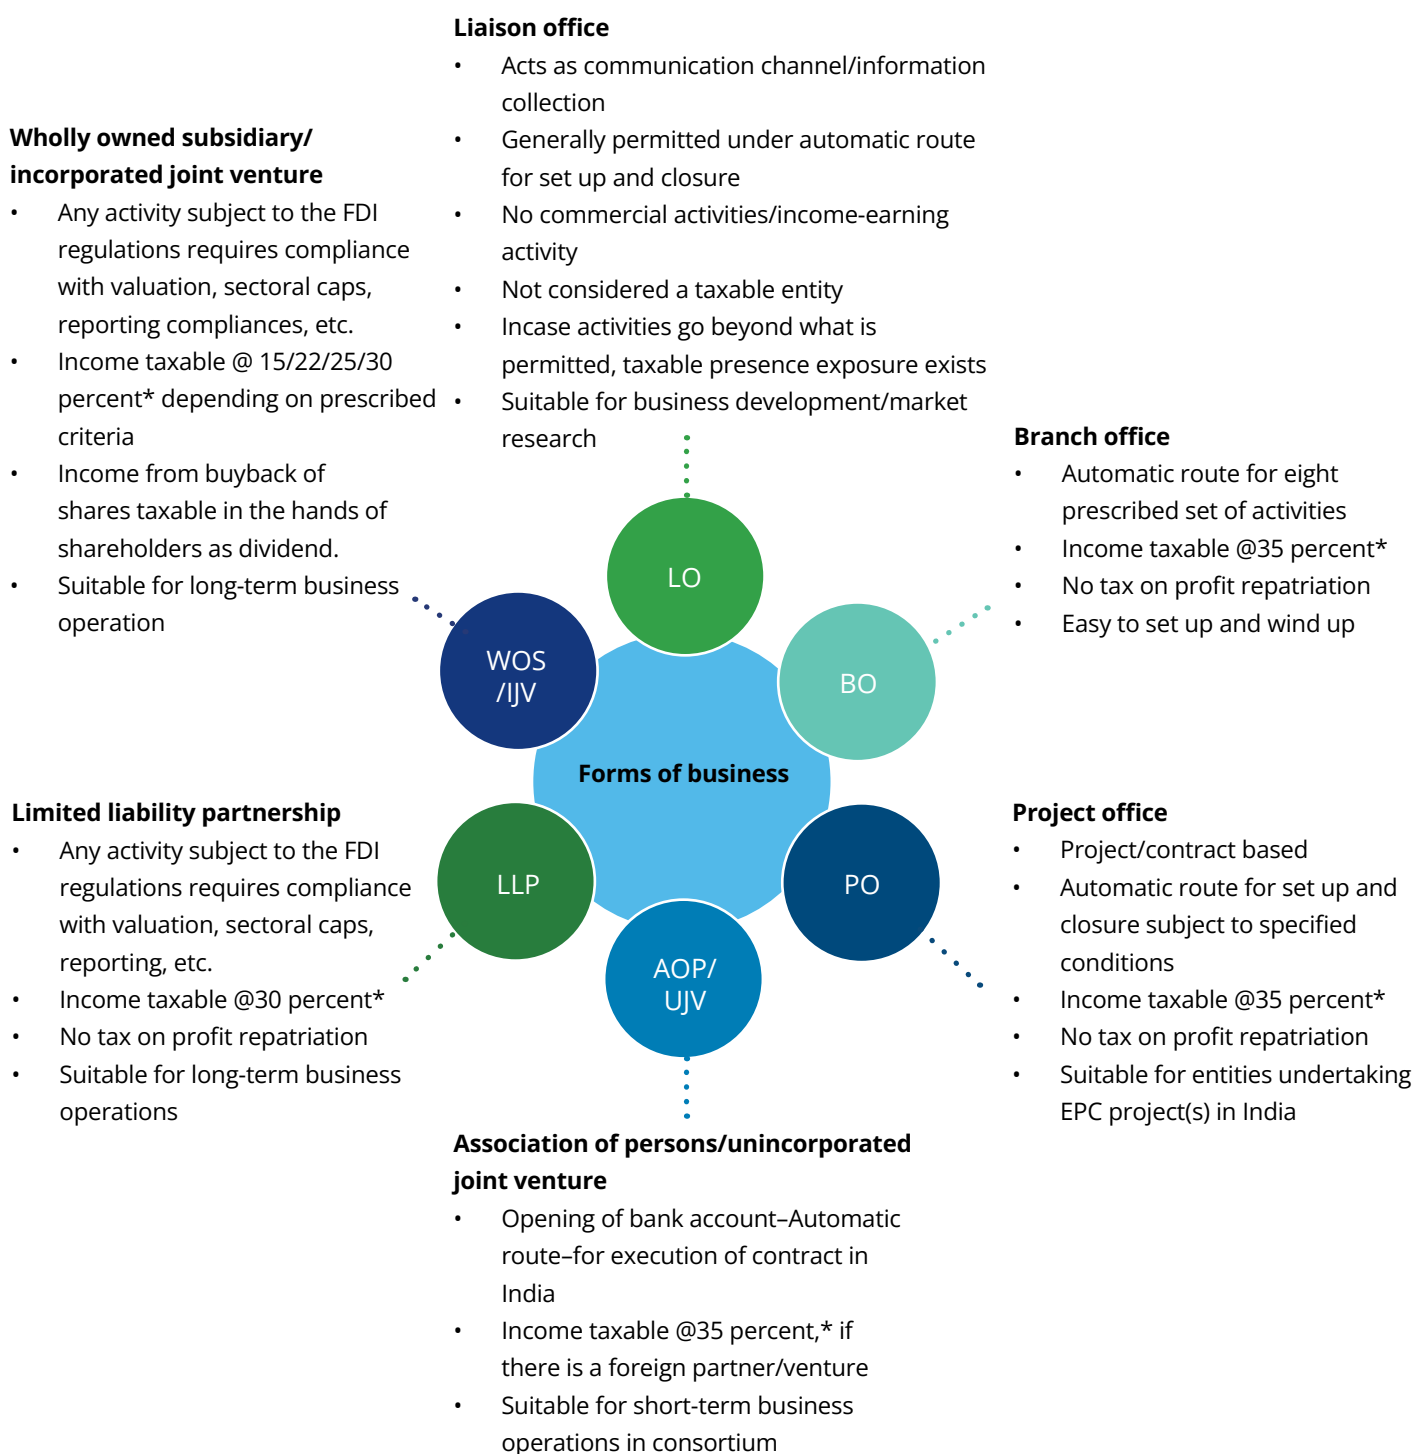 Liaison office
• Acts as communication channel/information
collection
• Generally permitted under automatic route
for set up and closure
• No commercial activities/income-earning
activity
• Not considered a taxable entity
• Incase activities go beyond what is
permitted, taxable presence exposure exists
• Suitable for business development/market
research
Wholly owned subsidiary/
incorporated joint venture
• Any activity subject to the FDI
regulations requires compliance
with valuation, sectoral caps,
reporting compliances, etc.
• Income taxable @ 15/22/25/30
percent* depending on prescribed
criteria
• Income from buyback of
shares taxable in the hands of
shareholders as dividend.
• Suitable for long-term business
operation
Branch office
• Automatic route for eight
prescribed set of activities
• Income taxable @35 percent*
• No tax on profit repatriation
• Easy to set up and wind up
LO
WOS
/IJV
BO
Forms of business
LLP
PO
AOP/
UJV
Limited liability partnership
• Any activity subject to the FDI
regulations requires compliance
with valuation, sectoral caps,
reporting, etc.
• Income taxable @30 percent*
• No tax on profit repatriation
• Suitable for long-term business
operations
Project office
• Project/contract based
• Automatic route for set up and
closure subject to specified
conditions
• Income taxable @35 percent*
• No tax on profit repatriation
• Suitable for entities undertaking
EPC project(s) in India
Association of persons/unincorporated
joint venture
• Opening of bank account–Automatic
route–for execution of contract in
India
• Income taxable @35 percent,* if
there is a foreign partner/venture
• Suitable for short-term business
operations in consortium